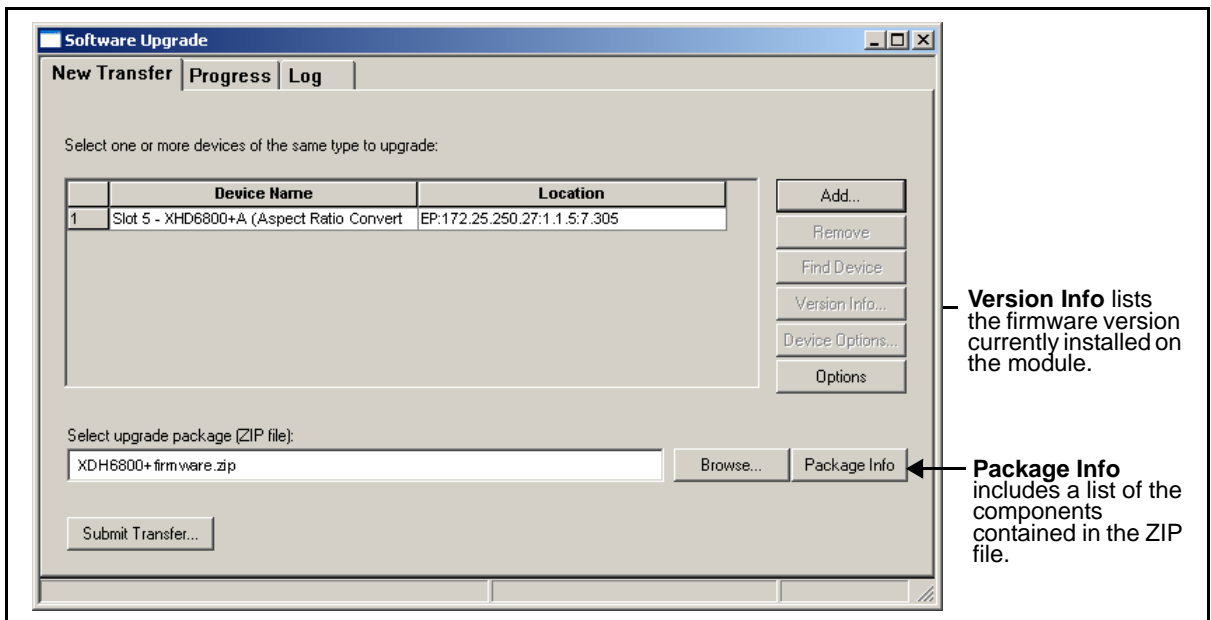 Software Upgrade
New Transfer
Progress
Log
Select one or more devices of the same type to upgrade:
Device Name
Location
1
Slot 5 - XHD6800+A (Aspect Ratio Convert
EP:172.25.250.27:1.1.5:7.305
Add...
Remove
Find Device
Version Info...
Device Options...
Options
Version Info lists
the firmware version
currently installed on
the module.
Select upgrade package (ZIP file):
XDH6800+firmware.zip
Browse...
Package Info
Package Info
includes a list of the
components
contained in the ZIP
file.
Submit Transfer...